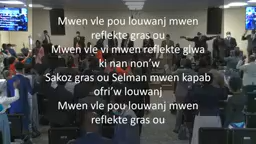 Mwen vle pou louwanj mwen
reflekte gras ou
Mwen vle vi mwen reflekte glwa
ki nan non'w
Sakoz gras ou Selman mwen kapab
ofri'w louwanj
Mwen vle pou louwanj mwen
reflekte gras ou